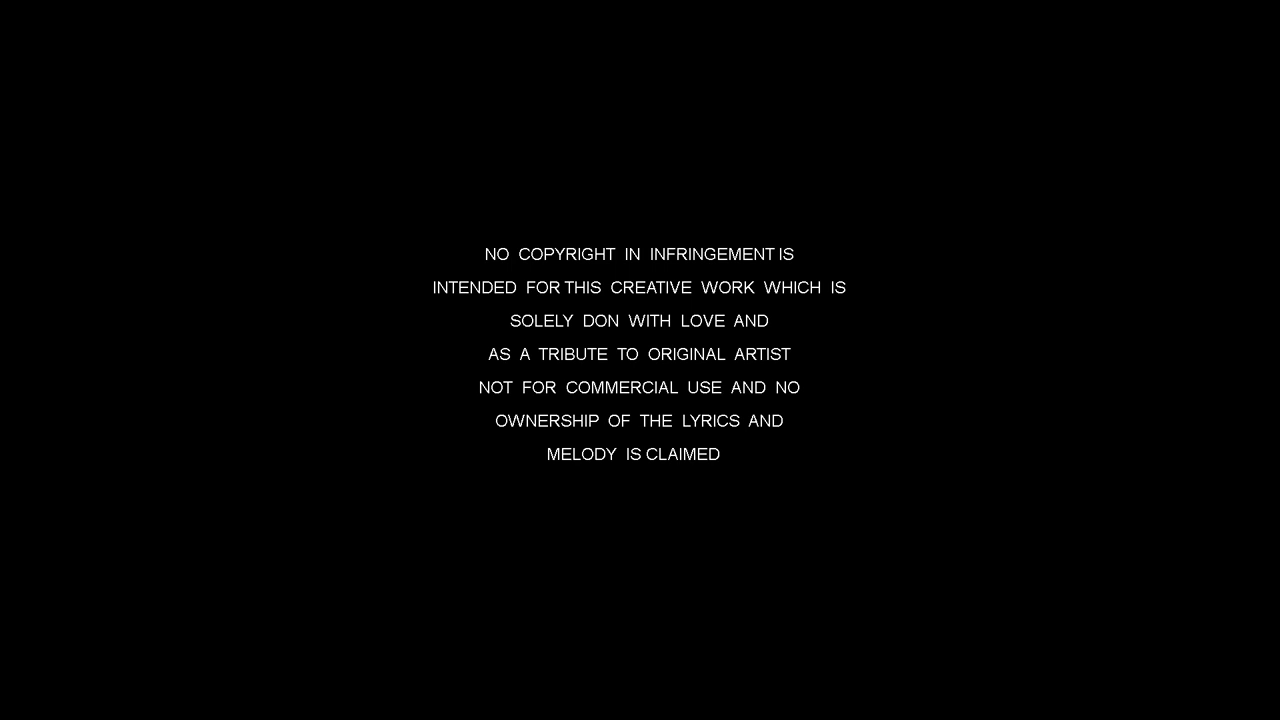 NO COPYRIGHT IN INFRINGEMENT IS
INTENDED FOR THIS CREATIVE WORK WHICH IS
SOLELY DON WITH LOVE AND
AS A TRIBUTE TO ORIGINAL ARTIST
NOT FOR COMMERCIAL USE AND NO
OWNERSHIP OF THE LYRICS AND
MELODY IS CLAIMED